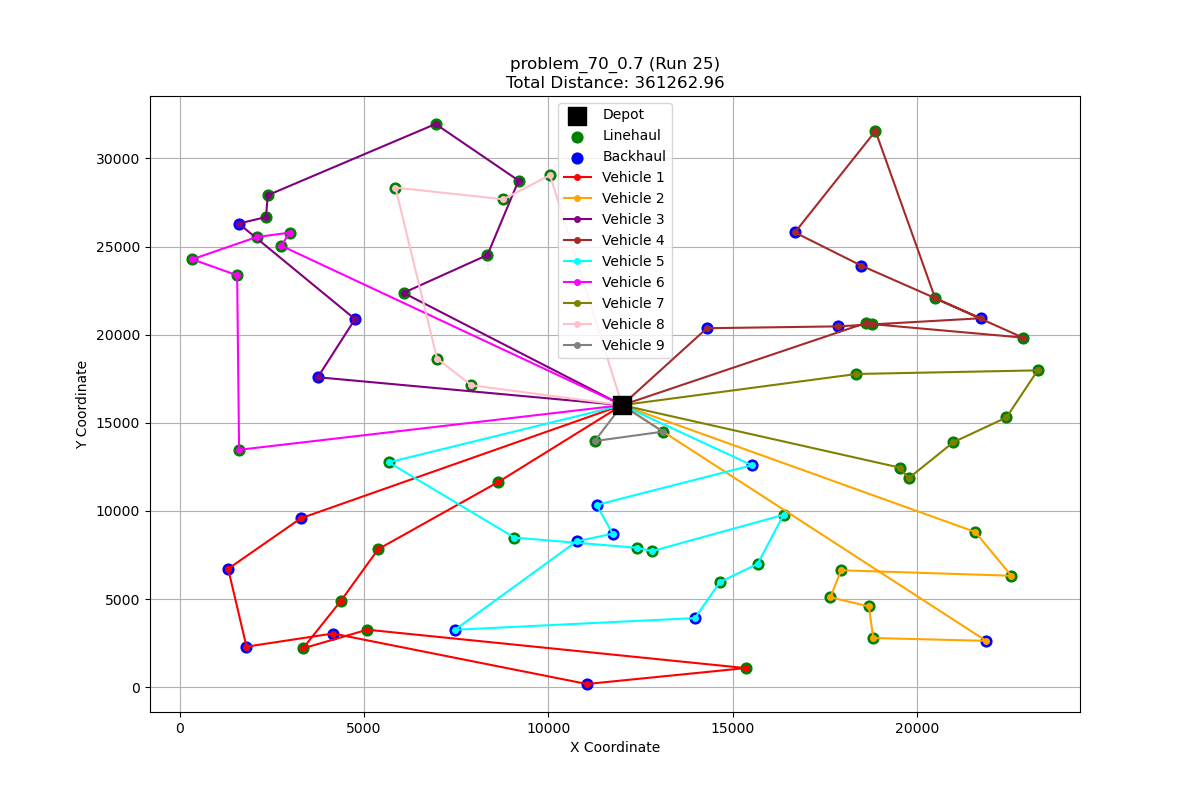 problem_70_0.7 (Run 25)
Total Distance: 361262.96
Depot
Linehaul
Backhaul
Vehicle 1
Vehicle 2
Vehicle 3
Vehicle 4
Vehicle 5
Vehicle 6
Vehicle 7
Vehicle 8
Vehicle 9
Y Coordinate
30000
25000
20000
15000
10000
5000
0
0 5000 10000 15000 20000
X Coordinate